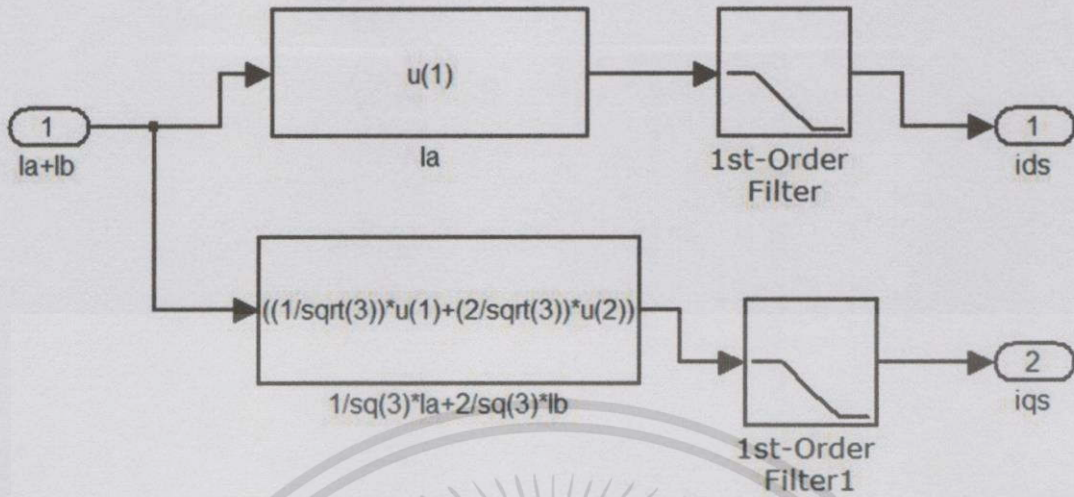 u(1)
Ia
1
Ia+Ib
1st-Order
Filter
1
ids
((1/sqrt(3))*u(1)+(2/sqrt(3))*u(2))
1/sq(3)*Ia+2/sq(3)*Ib
1st-Order
Filter1
2
iqs